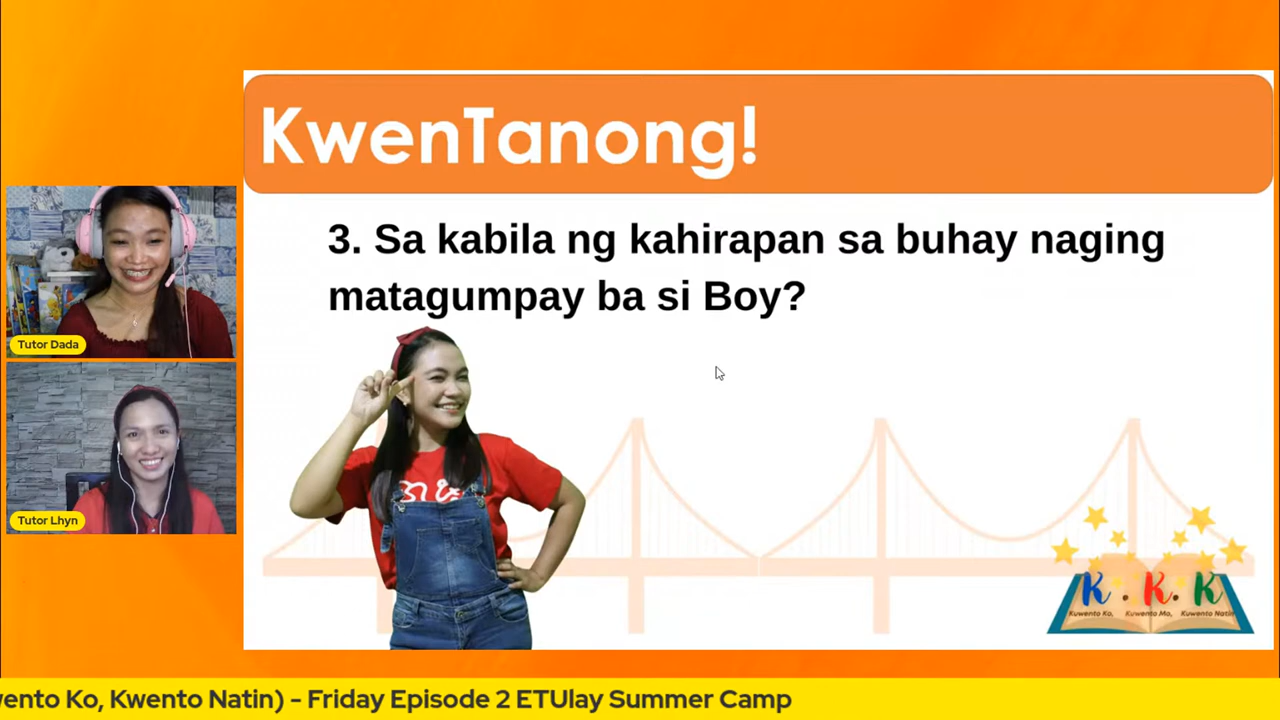 KwenTanong!
3. Sa kabila ng kahirapan sa buhay naging
matagumpay ba si Boy?
Tutor Dada
Tutor Lhyn
K . K. K
Kuwento Ko, Kuwento Mo, Kuwento Natin
wento Ko, Kwento Natin) - Friday Episode 2 ETUlay Summer Camp